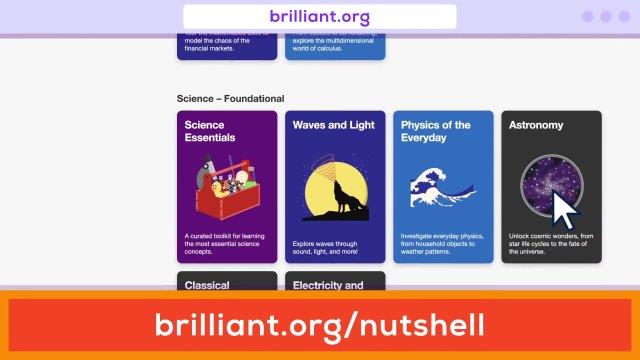 brilliant.org
model the chaos of the
financial markets.
explore the multidimensional
world of calculus.
Science – Foundational
Science
Essentials
A curated toolkit for learning
the most essential science
concepts.
Waves and Light
Explore waves through
sound, light, and more!
Physics of the
Everyday
Investigate everyday physics,
from household objects to
weather patterns.
Astronomy
Unlock cosmic wonders, from
star life cycles to the fate of
the universe.
Classical
Electricity and
brilliant.org/nutshell